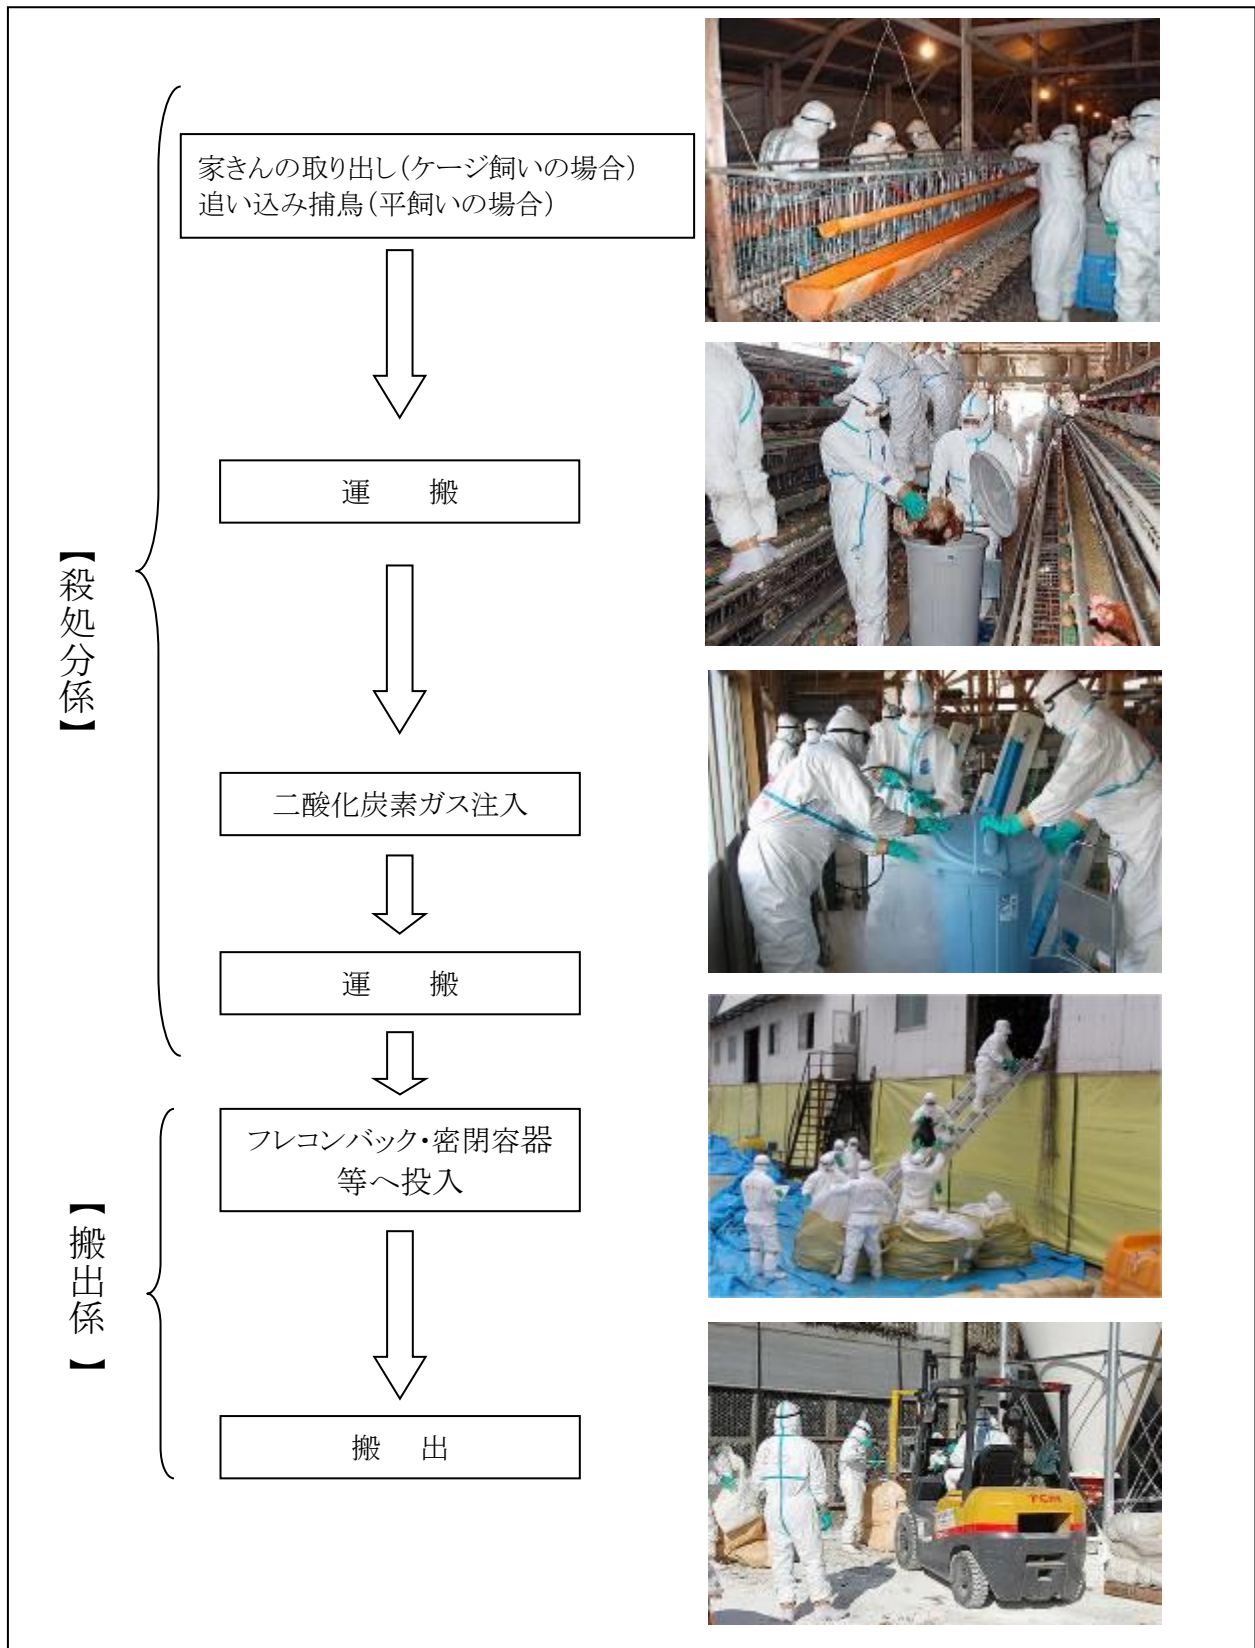 家きんの取り出し(ケージ飼いの場合)
追い込み捕鳥(平飼いの場合)
運　搬
【殺処分係】
二酸化炭素ガス注入
運　搬
フレコンバック・密閉容器
等へ投入
【搬出係】
搬　出
TCM